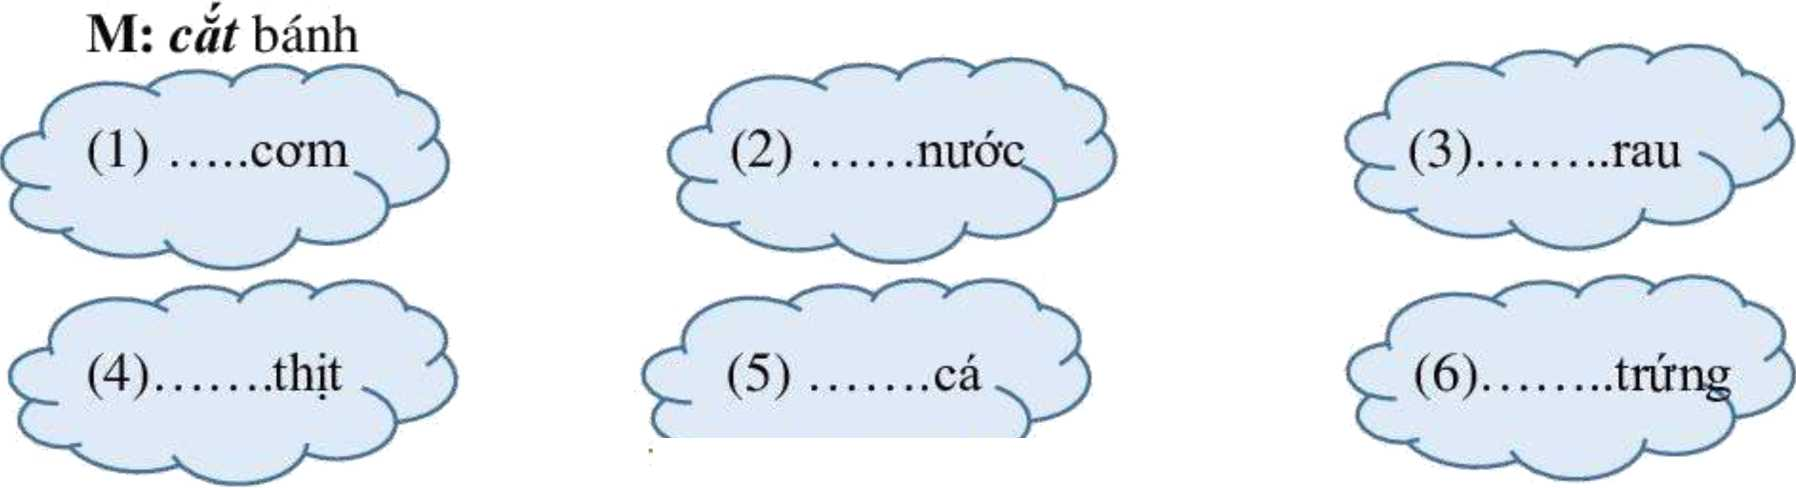 M: cắt bánh
(1) .....cơm
(2) ......nước
(3)........rau
(4).......thịt
(5) .......cá
(6)........trứng